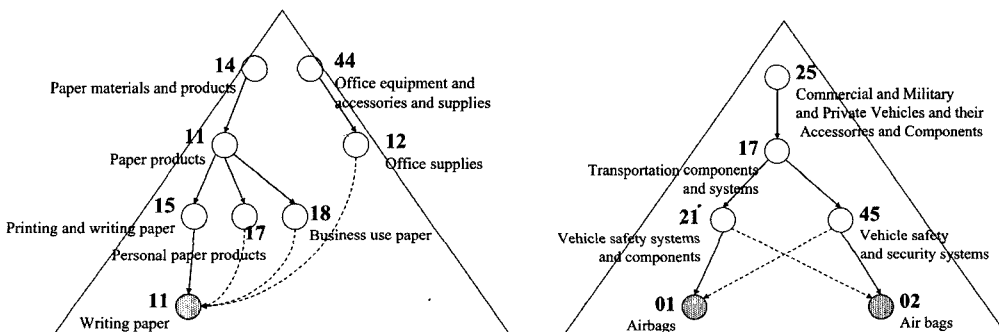 14
Paper materials and products
44
Office equipment and
accessories and supplies
11
Paper products
12
Office supplies
15
Printing and writing paper
17
Personal paper products
18
Business use paper
11
Writing paper
25
Commercial and Military
and Private Vehicles and their
Accessories and Components
17
Transportation components
and systems
21
Vehicle safety systems
and components
45
Vehicle safety
and security systems
01
Airbags
02
Air bags